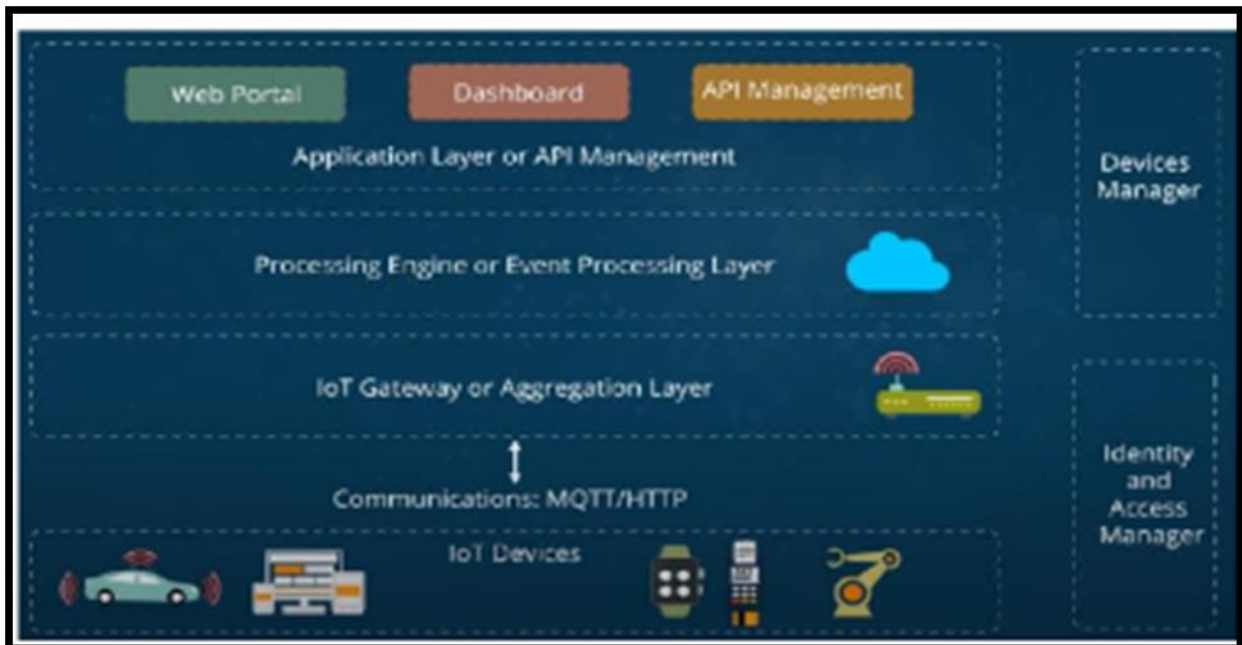 Web Portal
Dashboard
API Management
Application Layer or API Management
Devices
Manager
Processing Engine or Event Processing Layer
IoT Gateway or Aggregation Layer
Communications: MQTT/HTTP
IoT Devices
Identity
and
Access
Manager